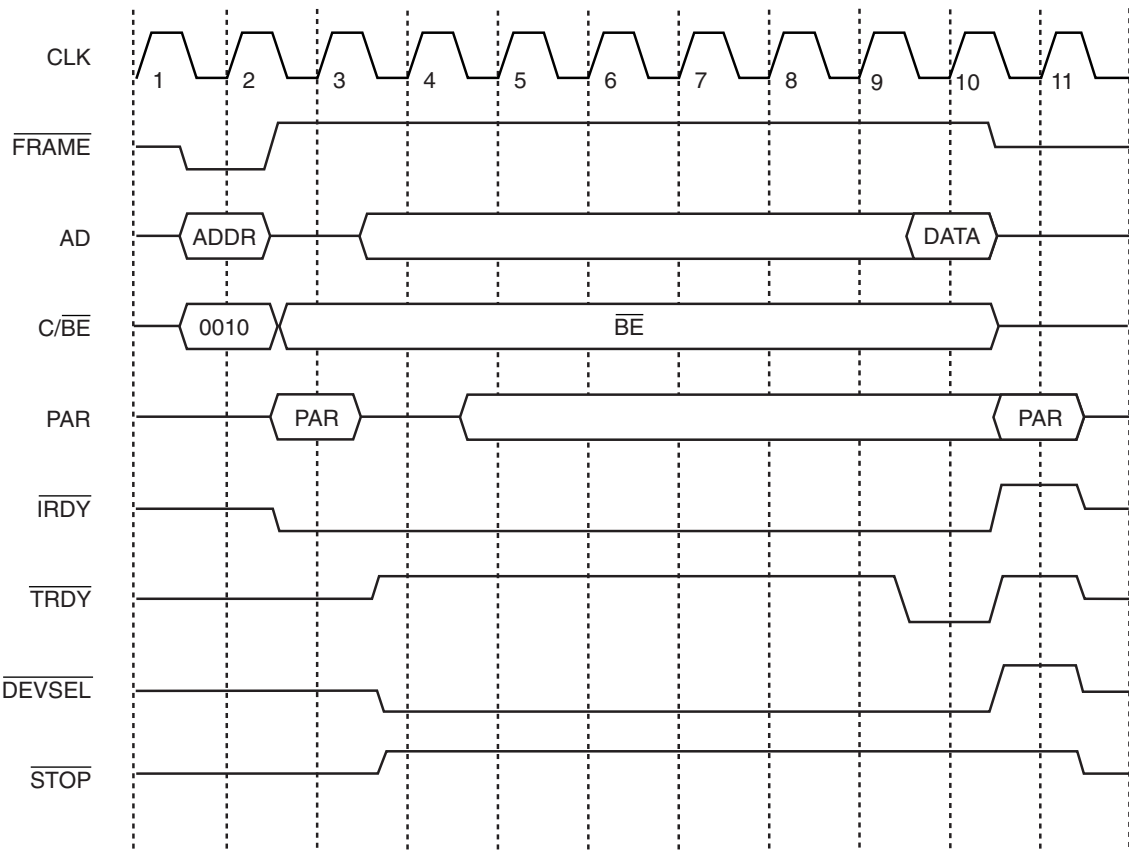 CLK
1 2 3 4 5 6 7 8 9 10 11
FRAME
AD ADDR DATA
C/BE 0010 BE
PAR PAR PAR
IRDY
TRDY
DEVSEL
STOP